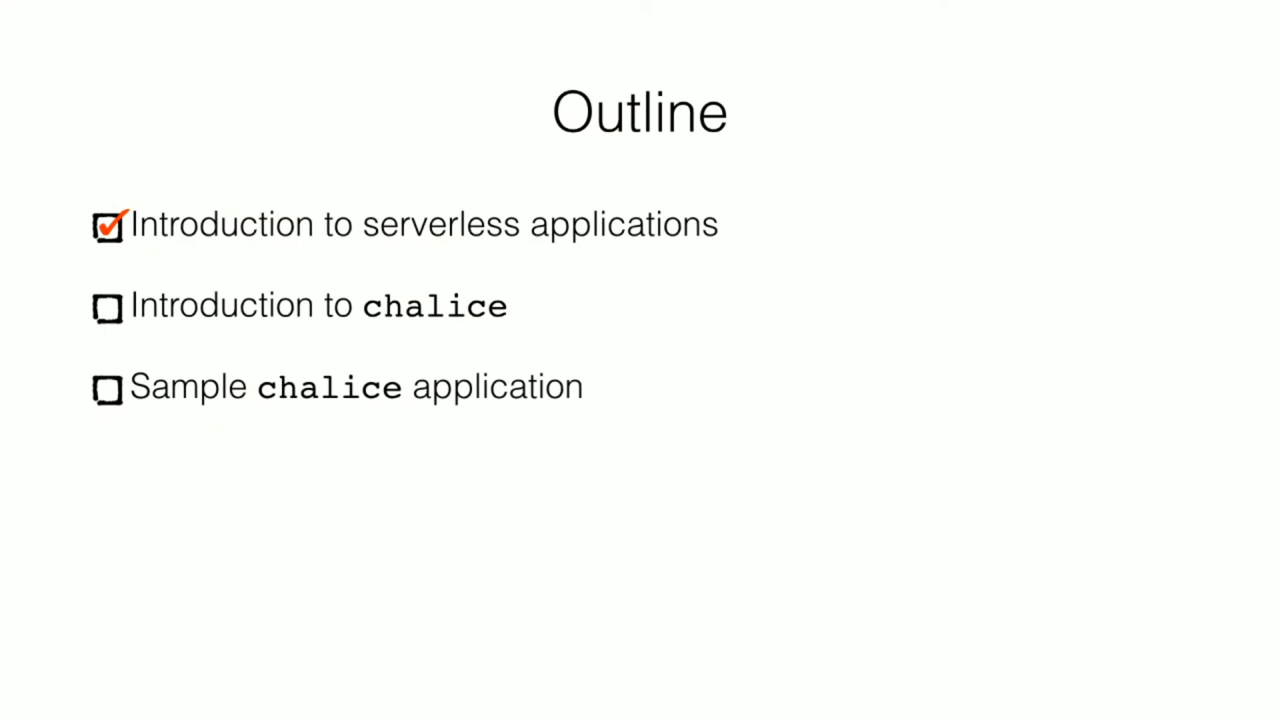 Outline
Introduction to serverless applications
Introduction to chalice
Sample chalice application